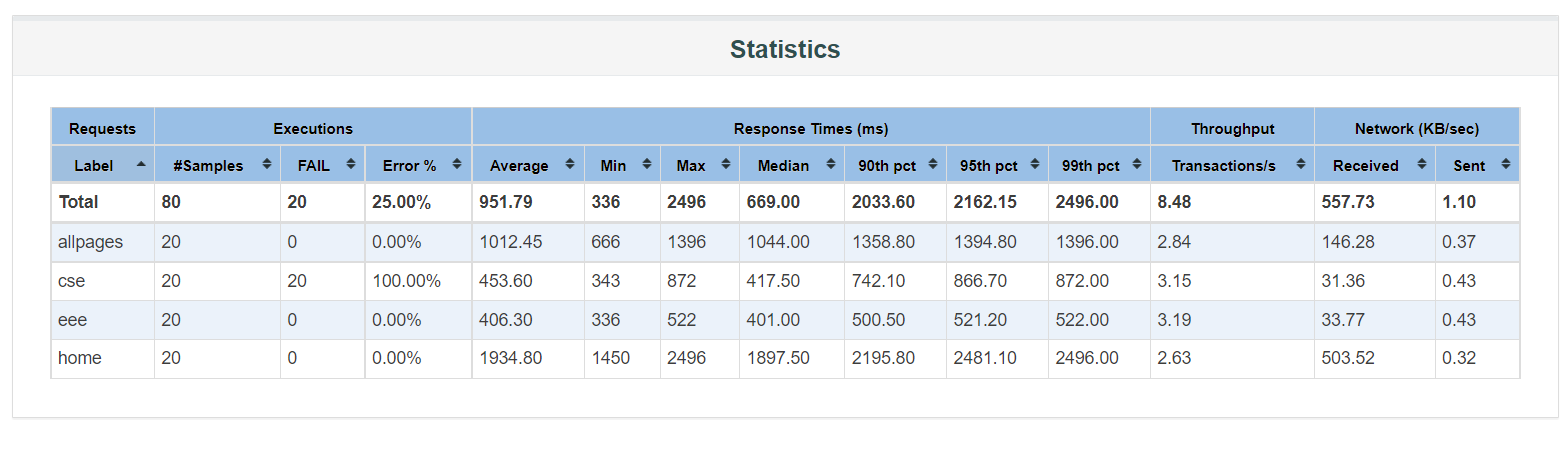 Statistics
Requests Executions Response Times (ms) Throughput Network (KB/sec)
Label #Samples FAIL Error % Average Min Max Median 90th pct 95th pct 99th pct Transactions/s Received Sent
Total 80 20 25.00% 951.79 336 2496 669.00 2033.60 2162.15 2496.00 8.48 557.73 1.10
allpages 20 0 0.00% 1012.45 666 1396 1044.00 1358.80 1394.80 1396.00 2.84 146.28 0.37
cse 20 20 100.00% 453.60 343 872 417.50 742.10 866.70 872.00 3.15 31.36 0.43
eee 20 0 0.00% 406.30 336 522 401.00 500.50 521.20 522.00 3.19 33.77 0.43
home 20 0 0.00% 1934.80 1450 2496 1897.50 2195.80 2481.10 2496.00 2.63 503.52 0.32